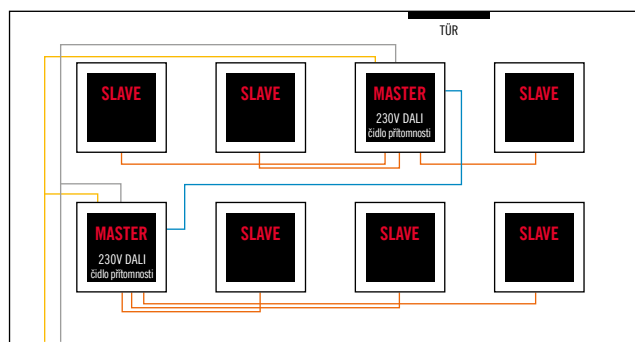 TÜR
SLAVE
SLAVE
MASTER
230V DALI
čidlo přítomnosti
SLAVE
MASTER
230V DALI
čidlo přítomnosti
SLAVE
SLAVE
SLAVE